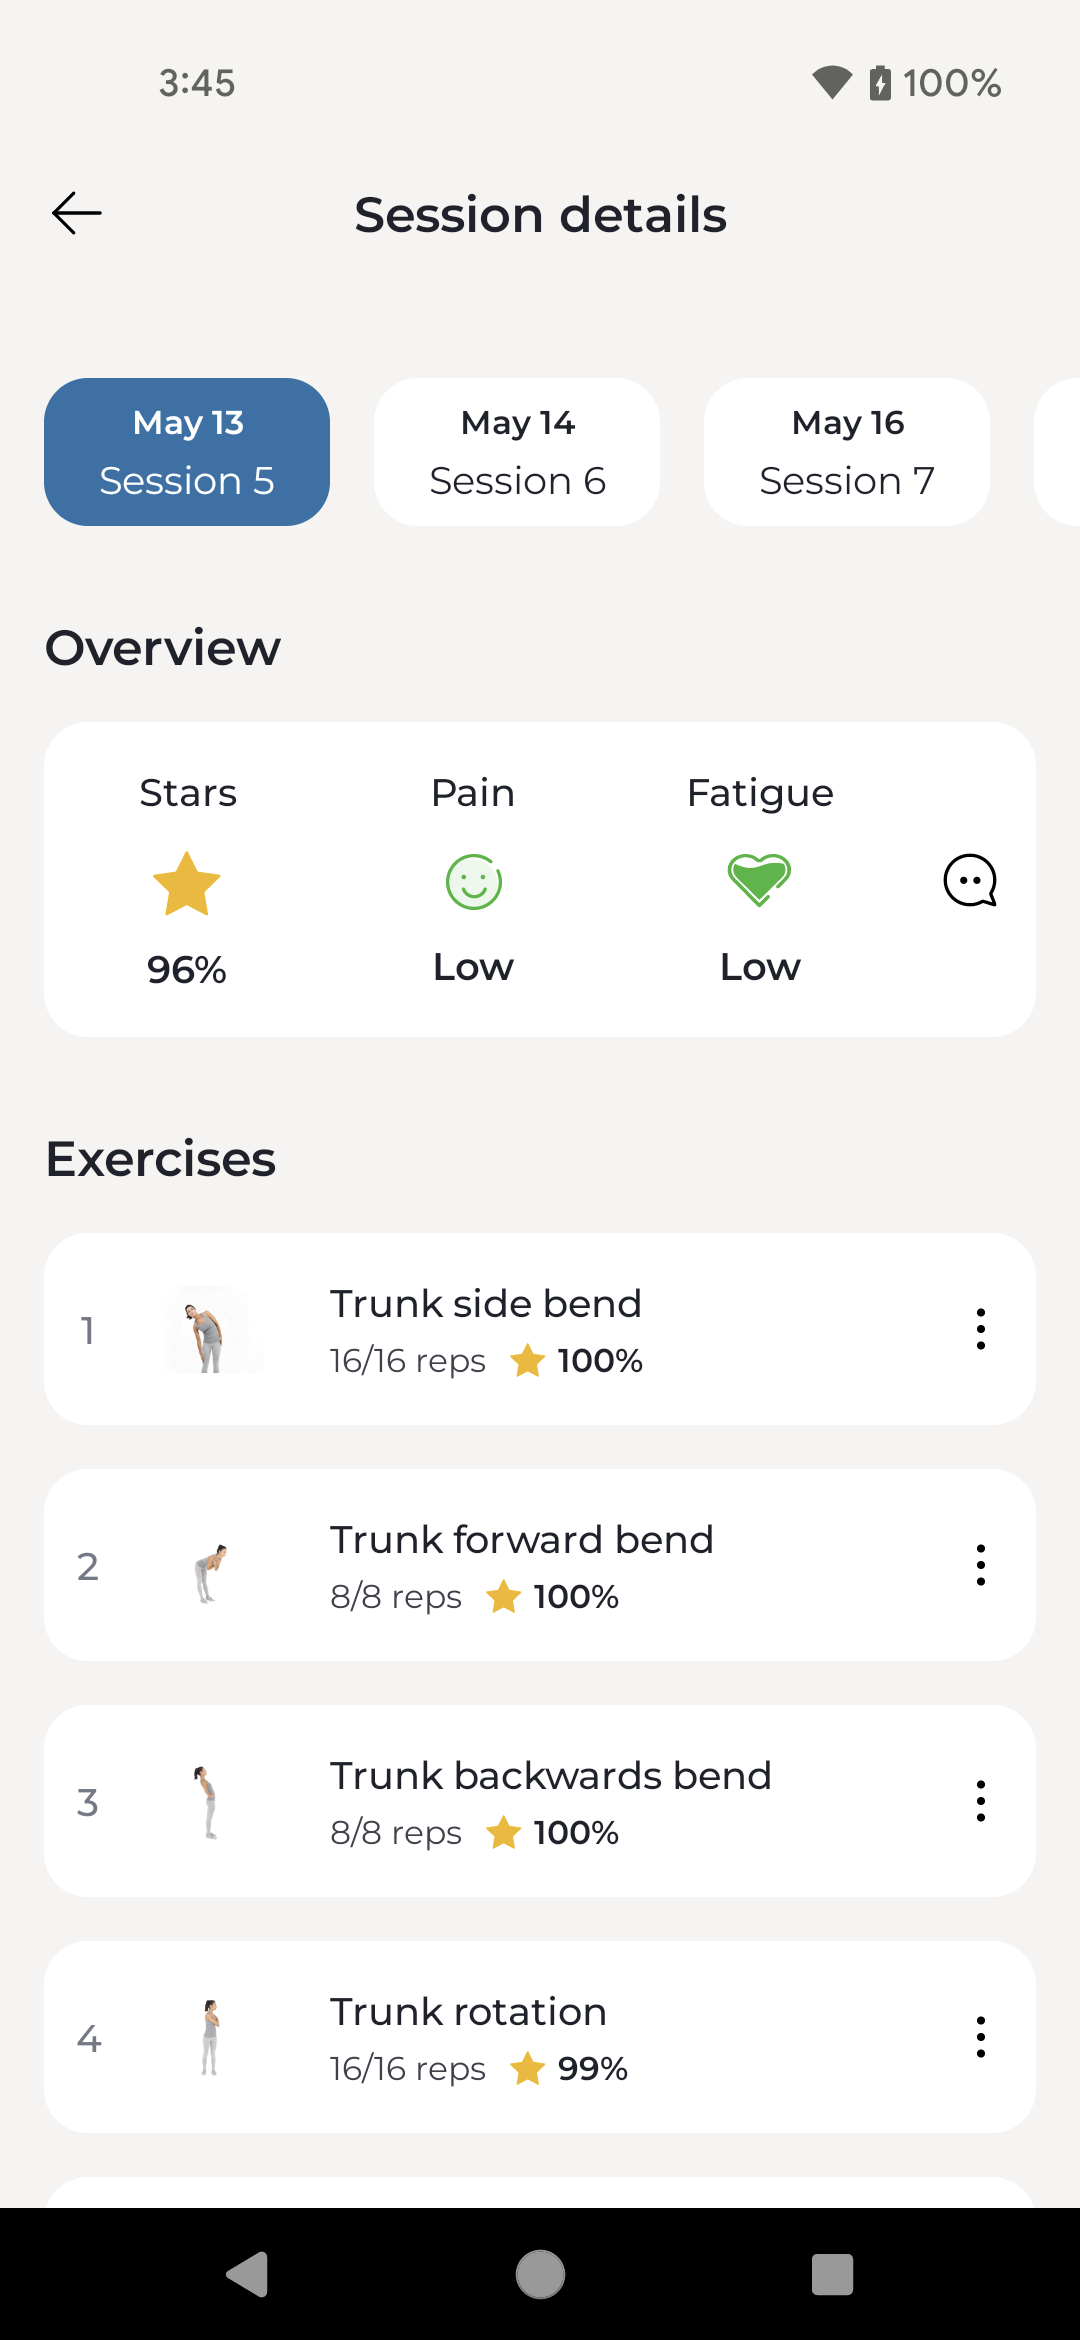 3:45
100%
Session details
May 13
Session 5
May 14
Session 6
May 16
Session 7
Overview
Stars
Pain
Fatigue
96%
Low
Low
Exercises
1
Trunk side bend
16/16 reps 100%
2
Trunk forward bend
8/8 reps 100%
3
Trunk backwards bend
8/8 reps 100%
4
Trunk rotation
16/16 reps 99%